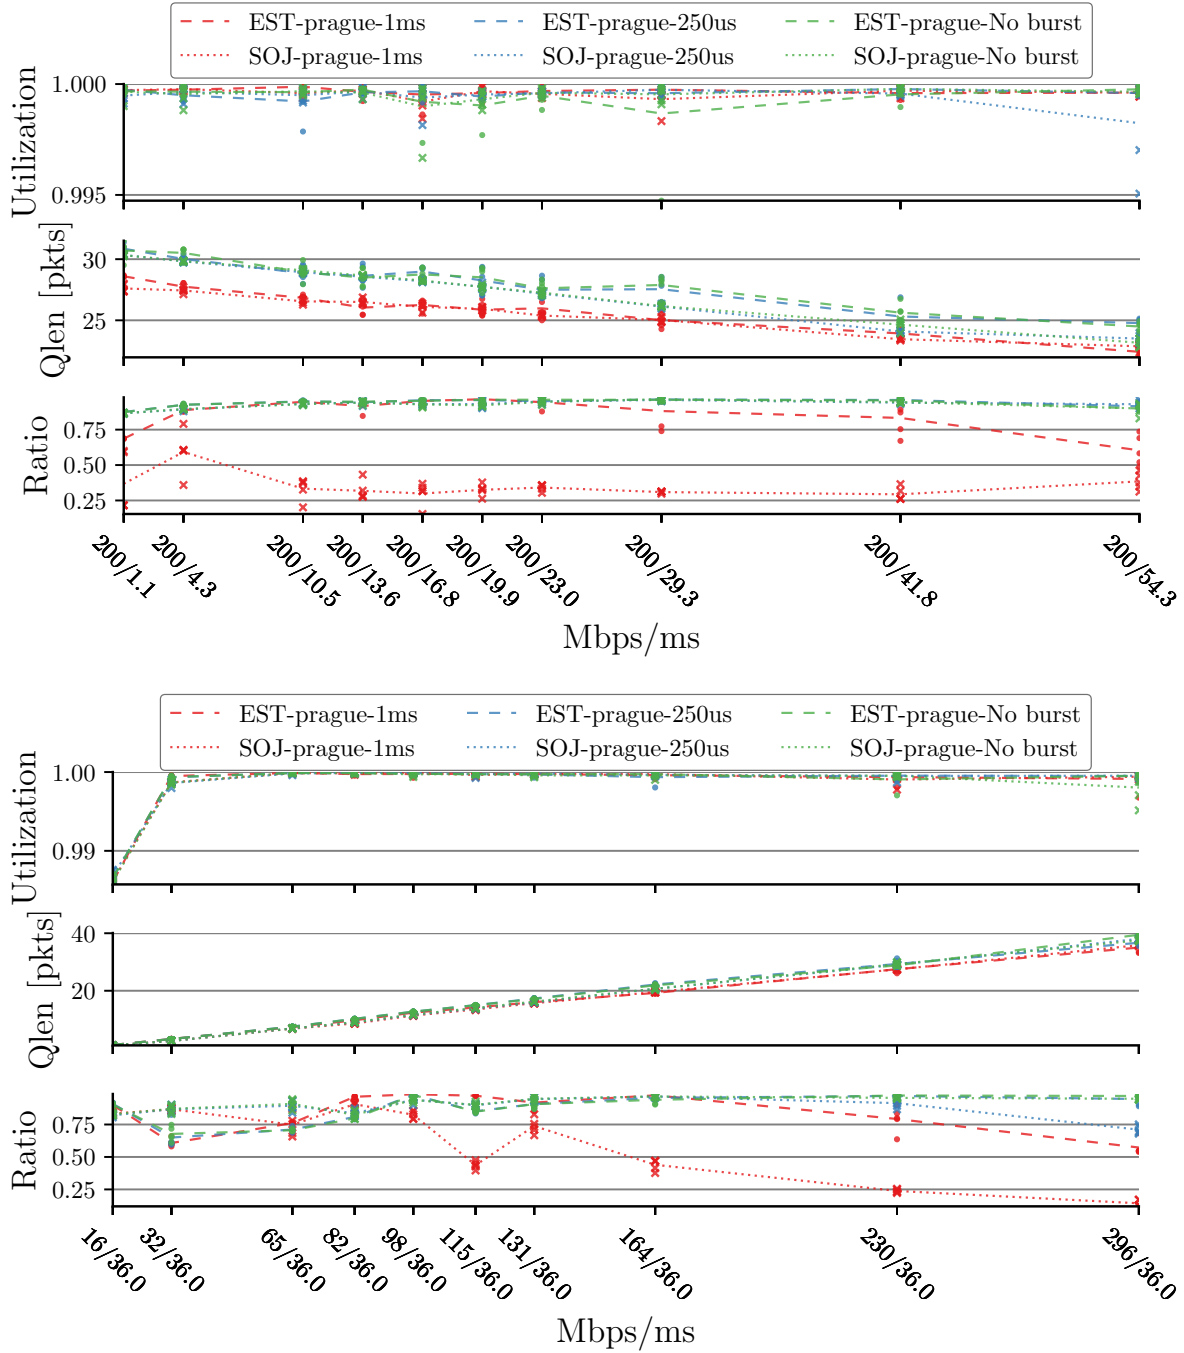 EST-prague-1ms EST-prague-250us EST-prague-No burst
SOJ-prague-1ms SOJ-prague-250us SOJ-prague-No burst
Utilization
1.000
0.995
Qlen [pkts]
30
25
Ratio
0.75
0.50
0.25
200/1.1 200/4.3 200/10.5 200/13.6 200/16.8 200/19.9 200/23.0 200/29.3 200/41.8 200/54.3
Mbps/ms
EST-prague-1ms EST-prague-250us EST-prague-No burst
SOJ-prague-1ms SOJ-prague-250us SOJ-prague-No burst
Utilization
1.00
0.99
Qlen [pkts]
40
20
Ratio
0.75
0.50
0.25
16/36.0 32/36.0 65/36.0 82/36.0 98/36.0 115/36.0 131/36.0 164/36.0 230/36.0 296/36.0
Mbps/ms